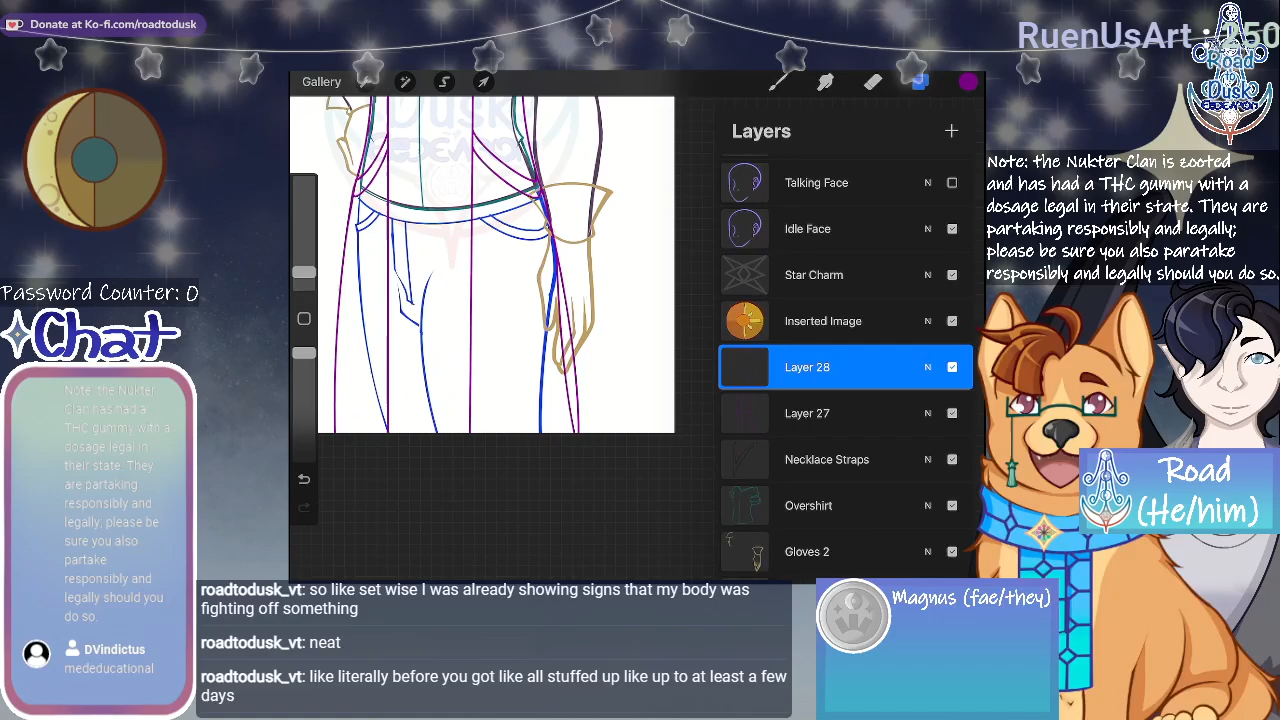 Donate at Ko-fi.com/roadtodusk
RuenUsArt : 250
Road
to
Dusk
Gallery
Layers
Talking Face
N
Idle Face
N
Star Charm
N
Inserted Image
N
Layer 28
N
Layer 27
N
Necklace Straps
N
Overshirt
N
Gloves 2
N
Dusk
Note: the Nukter Clan is zooted
and has had a THC gummy with a
dosage legal in their state. They are
partaking responsibly and legally;
please be sure you also paratake
responsibly and legally should you do so.
Password Counter: 0
Chat
Note: the Nukter
Clan has had a
THC gummy with a
dosage legal in
their state. They
are partaking
responsibly and
legally; please be
sure you also
partake
responsibly and
legally should you
do so.
DVindictus
mededucational
roadtodusk_vt: so like set wise I was already showing signs that my body was
fighting off something
roadtodusk_vt: neat
roadtodusk_vt: like literally before you got like all stuffed up like up to at least a few
days
Road
(He/him)
Magnus (fae/they)